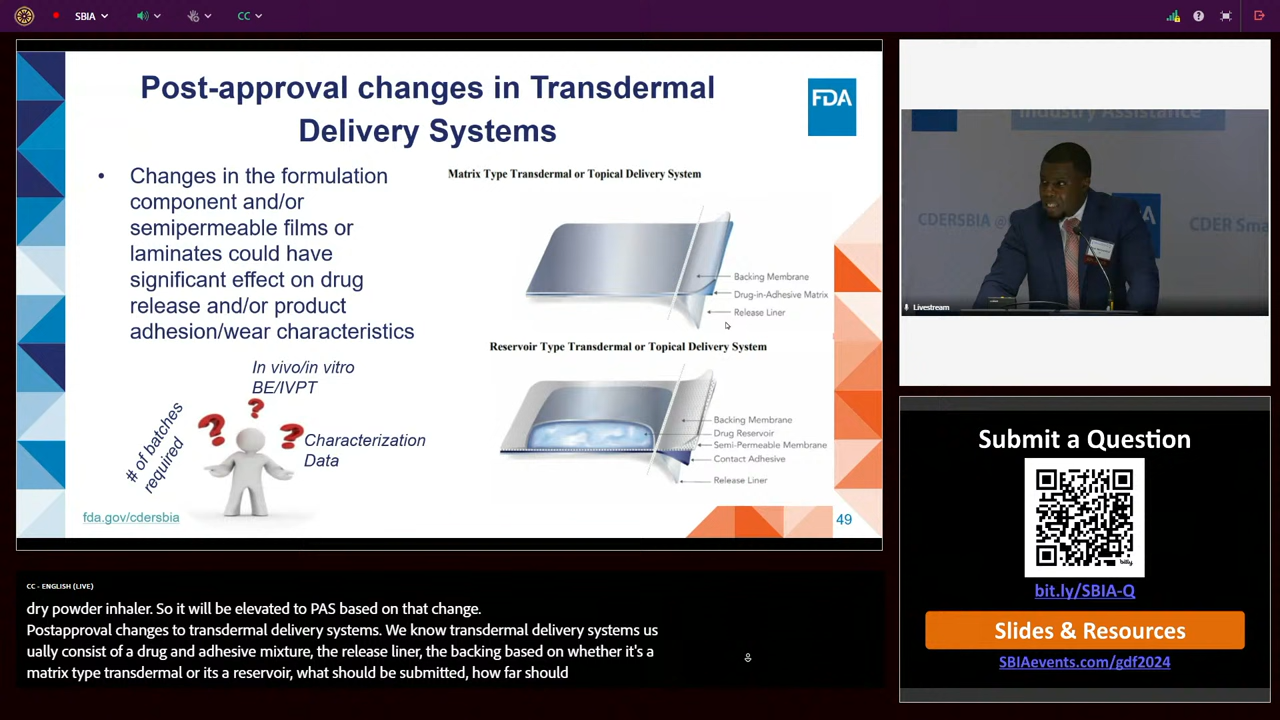 SBIA
CC
Post-approval changes in Transdermal
Delivery Systems
FDA
• Changes in the formulation
component and/or
semipermeable films or
laminates could have
significant effect on drug
release and/or product
adhesion/wear characteristics
Matrix Type Transdermal or Topical Delivery System
Backing Membrane
Drug-in-Adhesive Matrix
Release Liner
Reservoir Type Transdermal or Topical Delivery System
Backing Membrane
Drug Reservoir
Semi-Permeable Membrane
Contact Adhesive
Release Liner
In vivo/in vitro
BE/IVPT
# of batches
required
Characterization
Data
fda.gov/cdersbia
49
Industry Assistance
CDERSBIA @
DA
CDER Sma
Livestream
Submit a Question
bitly
bit.ly/SBIA-Q
Slides & Resources
SBIAevents.com/gdf2024
CC - ENGLISH (LIVE)
dry powder inhaler. So it will be elevated to PAS based on that change.
Postapproval changes to transdermal delivery systems. We know transdermal delivery systems us
ually consist of a drug and adhesive mixture, the release liner, the backing based on whether it's a
matrix type transdermal or its a reservoir, what should be submitted, how far should